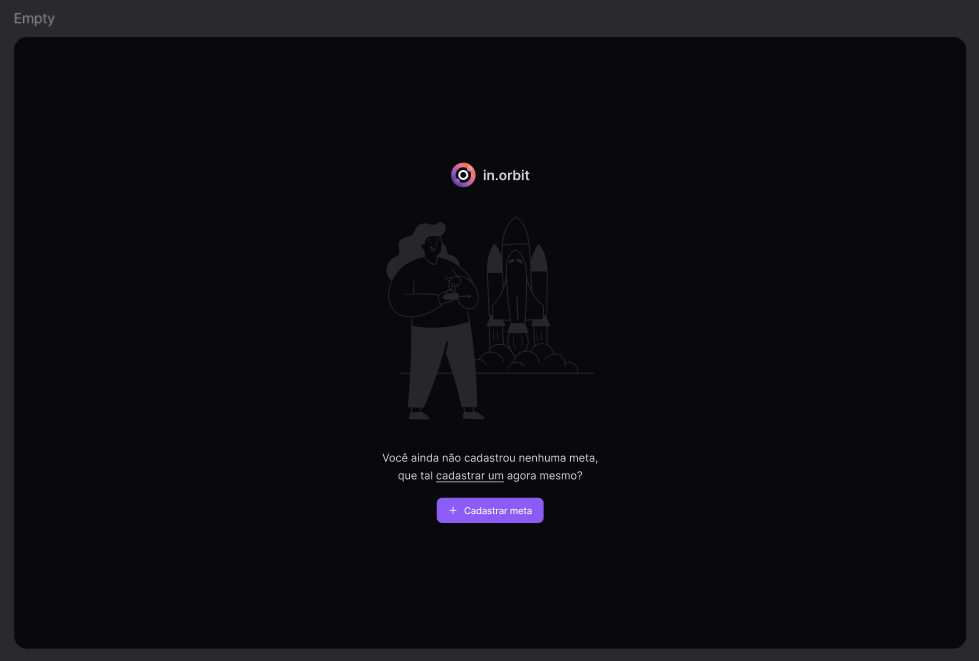 Empty
in.orbit
Você ainda não cadastrou nenhuma meta,
que tal cadastrar um agora mesmo?
+ Cadastrar meta